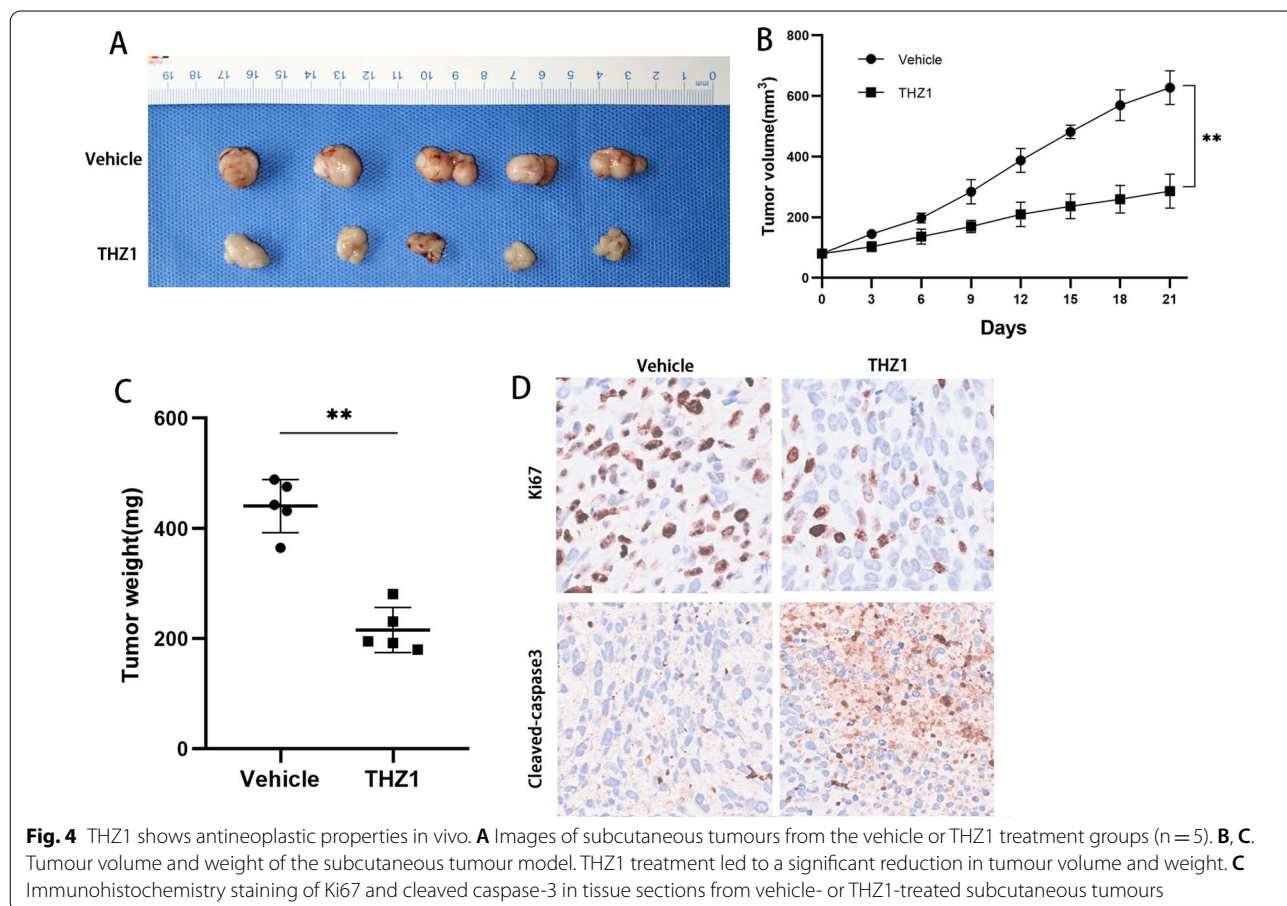 A
19 18 17 16 15 14 13 12 11 10 9 8 7 6 5 4 3 2 1 0
mm
Vehicle
THZ1
B
800
600
400
200
0
Tumor volume(mm³)
Vehicle
THZ1
**
0 3 6 9 12 15 18 21
Days
C
600
400
200
0
Tumor weight(mg)
**
Vehicle THZ1
D
Vehicle THZ1
Ki67
Cleaved-caspase3
Fig. 4 THZ1 shows antineoplastic properties in vivo. A Images of subcutaneous tumours from the vehicle or THZ1 treatment groups (n = 5). B, C.
Tumour volume and weight of the subcutaneous tumour model. THZ1 treatment led to a significant reduction in tumour volume and weight. C
Immunohistochemistry staining of Ki67 and cleaved caspase-3 in tissue sections from vehicle- or THZ1-treated subcutaneous tumours